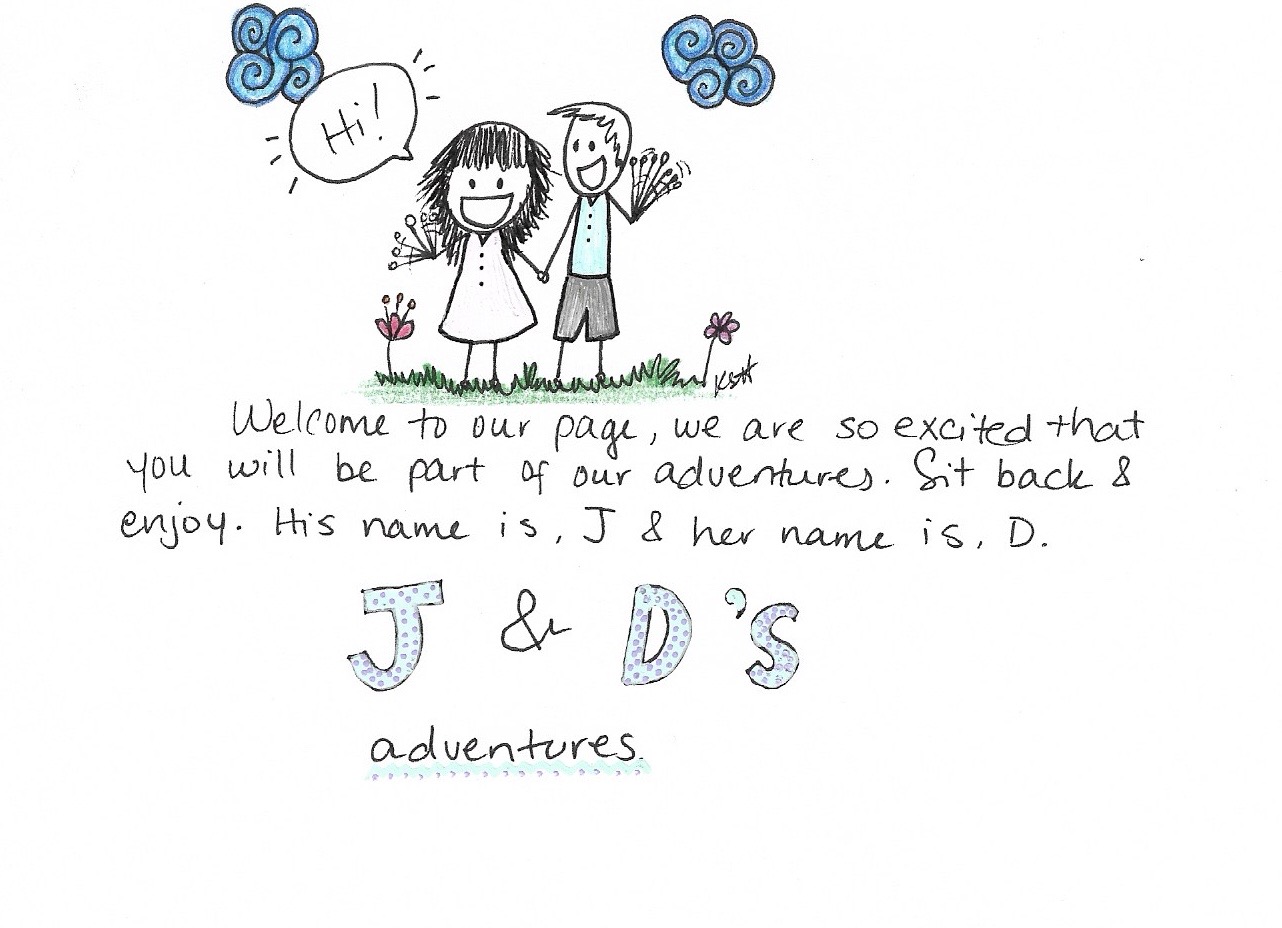 Hi!
Welcome to our page, we are so excited that
you will be part of our adventures. Sit back &
enjoy. His name is, J & her name is, D.
J & D's
adventures.